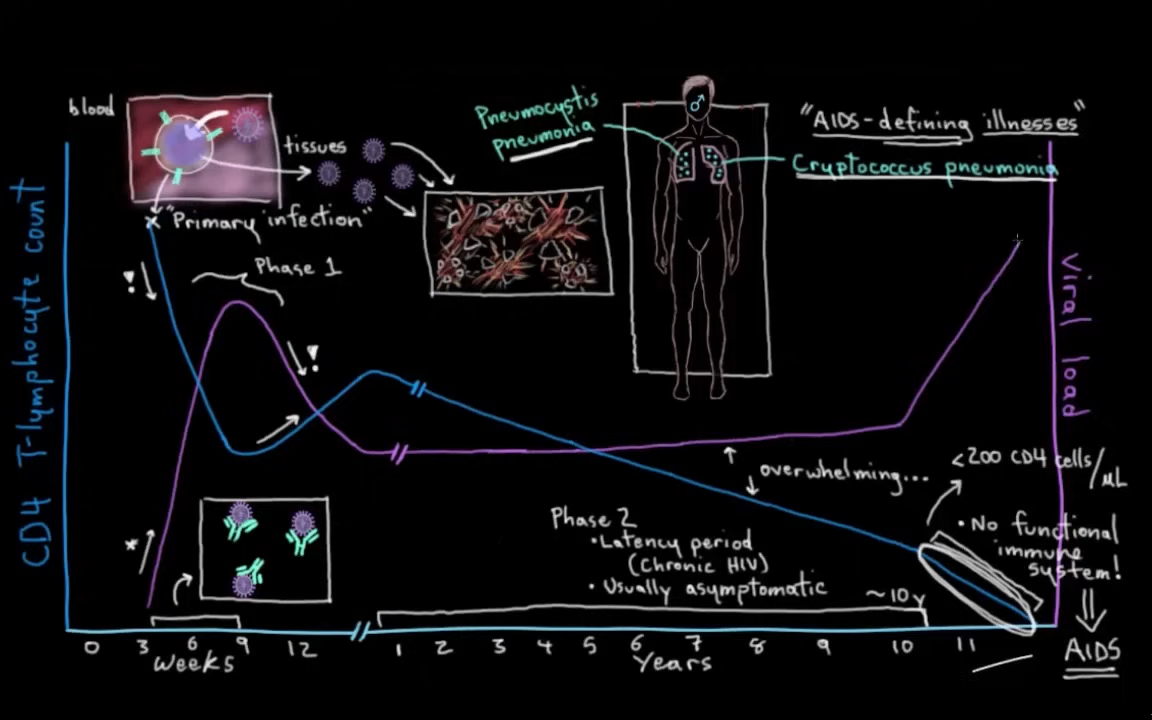 blood
tissues
"Primary infection"
Phase 1
!
!
*
Pneumocystis
pneumonia
♂
"AIDS-defining illnesses"
Cryptococcus pneumonia
CD4 T-lymphocyte count
Viral load
overwhelming...
<200 CD4 cells/μL
• No functional
immune
system!
AIDS
Phase 2
• Latency period
(Chronic HIV)
• Usually asymptomatic
~10y
0 3 6 9 12 1 2 3 4 5 6 7 8 9 10 11
weeks
Years